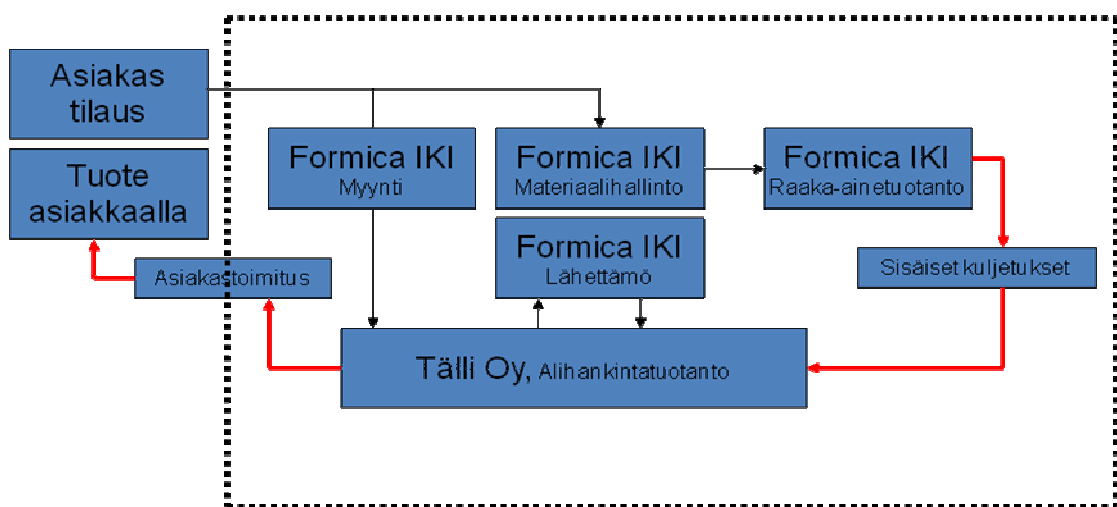 Asiakas
tilaus
Formica IKI
Myynti
Formica IKI
Materiaalihallinto
Formica IKI
Raaka-ainetuotanto
Tuote
asiakkaalla
Formica IKI
Lähettämö
Asiakastoimitus
Sisäiset kuljetukset
Tälli Oy, Alihankintatuotanto